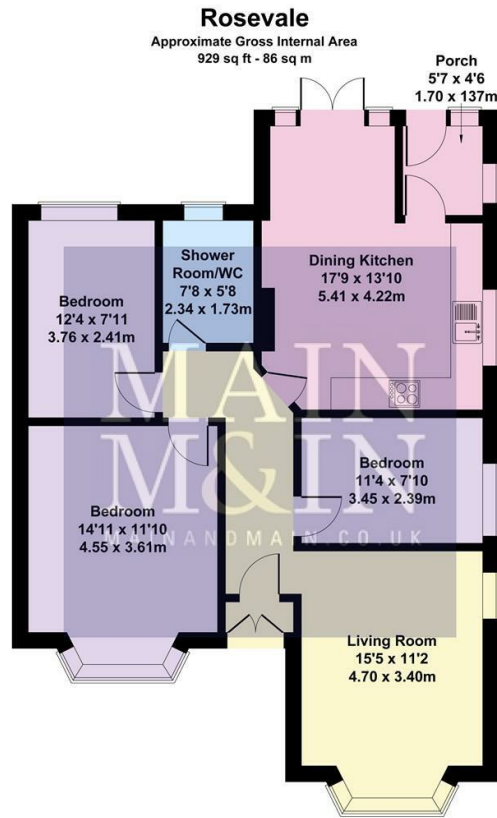 Rosevale
Approximate Gross Internal Area
929 sq ft - 86 sq m
Porch
5'7 x 4'6
1.70 x 137m
Shower
Room/WC
7'8 x 5'8
2.34 x 1.73m
Dining Kitchen
17'9 x 13'10
5.41 x 4.22m
Bedroom
12'4 x 7'11
3.76 x 2.41m
MAIN
M&IN
MAINANDMAIN.CO.UK
Bedroom
11'4 x 7'10
3.45 x 2.39m
Bedroom
14'11 x 11'10
4.55 x 3.61m
Living Room
15'5 x 11'2
4.70 x 3.40m